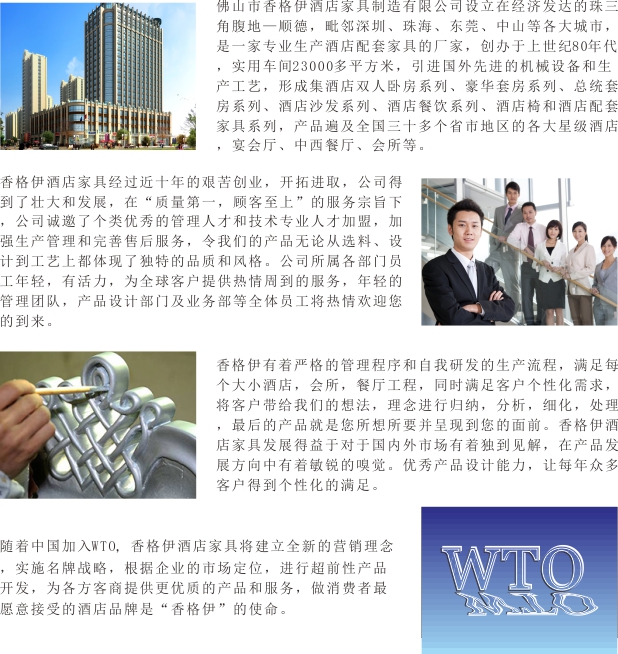 佛山市香格伊酒店家具制造有限公司设立在经济发达的珠三
角腹地—顺德，毗邻深圳、珠海、东莞、中山等各大城市，
是一家专业生产酒店配套家具的厂家，创办于上世纪80年代
，实用车间23000多平方米，引进国外先进的机械设备和生
产工艺，形成集酒店双人卧房系列、豪华套房系列、总统套
房系列、酒店沙发系列、酒店餐饮系列、酒店椅和酒店配套
家具系列，产品遍及全国三十多个省市地区的各大星级酒店
，宴会厅、中西餐厅、会所等。
香格伊酒店家具经过近十年的艰苦创业，开拓进取，公司得
到了壮大和发展，在“质量第一，顾客至上”的服务宗旨下
，公司诚邀了个类优秀的管理人才和技术专业人才加盟，加
强生产管理和完善售后服务，令我们的产品无论从选料、设
计到工艺上都体现了独特的品质和风格。公司所属各部门员
工年轻，有活力，为全球客户提供热情周到的服务，年轻的
管理团队，产品设计部门及业务部等全体员工将热情欢迎您
的到来。
香格伊有着严格的管理程序和自我研发的生产流程，满足每
个大小酒店，会所，餐厅工程，同时满足客户个性化需求，
将客户带给我们的想法，理念进行归纳，分析，细化，处理
，最后的产品就是您所想所要并呈现到您的面前。香格伊酒
店家具发展得益于对于国内外市场有着独到见解，在产品发
展方向中有着敏锐的嗅觉。优秀产品设计能力，让每年众多
客户得到个性化的满足。
随着中国加入WTO, 香格伊酒店家具将建立全新的营销理念
，实施名牌战略，根据企业的市场定位，进行超前性产品
开发，为各方客商提供更优质的产品和服务，做消费者最
愿意接受的酒店品牌是“香格伊”的使命。
WTO